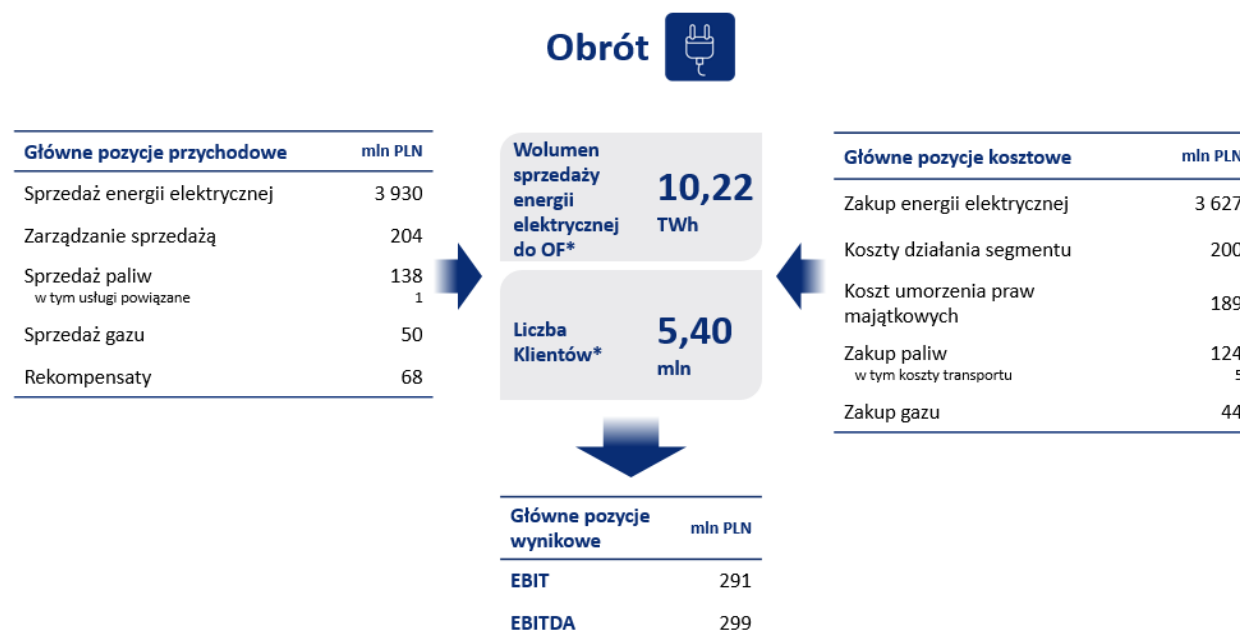 Obrót
Główne pozycje przychodowe mln PLN
Sprzedaż energii elektrycznej 3 930
Zarządzanie sprzedażą 204
Sprzedaż paliw 138
w tym usługi powiązane 1
Sprzedaż gazu 50
Rekompensaty 68
Wolumen
sprzedaży
energii
elektrycznej
do OF*
10,22
TWh
Liczba
Klientów*
5,40
mln
Główne pozycje kosztowe mln PLN
Zakup energii elektrycznej 3 627
Koszty działania segmentu 200
Koszt umorzenia praw
majątkowych 189
Zakup paliw 124
w tym koszty transportu 5
Zakup gazu 44
Główne pozycje
wynikowe mln PLN
EBIT 291
EBITDA 299